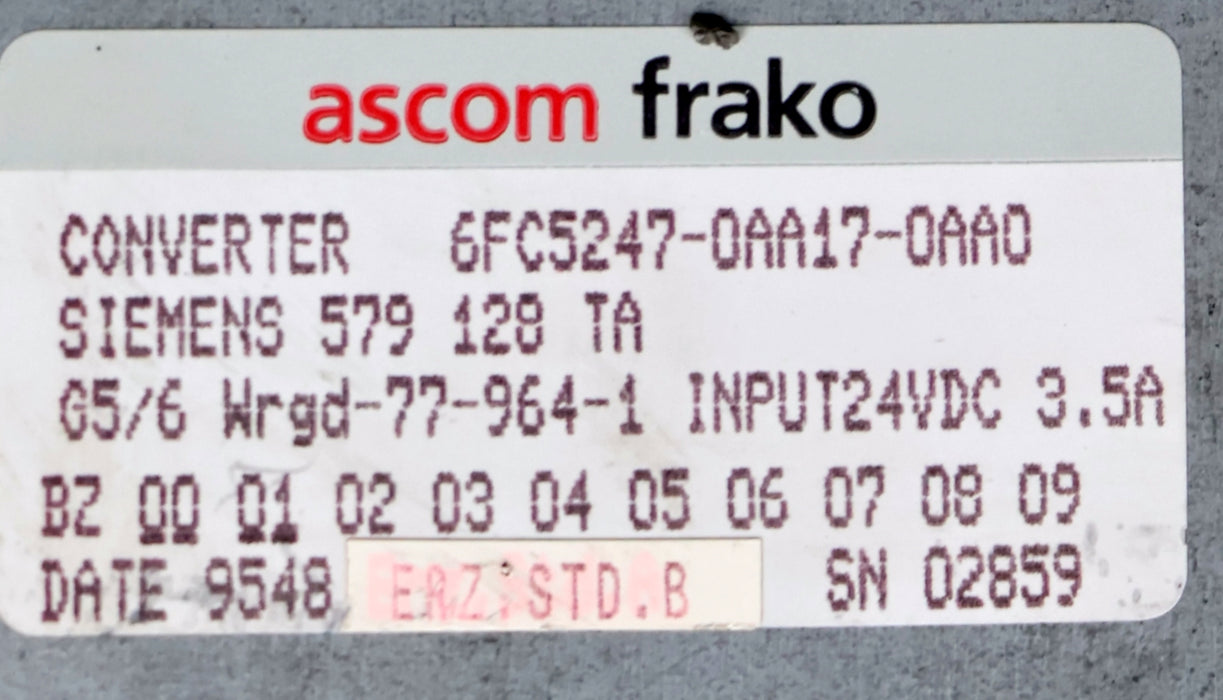 ascom frako
CONVERTER 6FC5247-0AA17-0AA0
SIEMENS 579 128 TA
G5/6 Wrgd-77-964-1 INPUT24VDC 3.5A
BZ 00 01 02 03 04 05 06 07 08 09
DATE 9548 ERZ.STD.B SN 02859